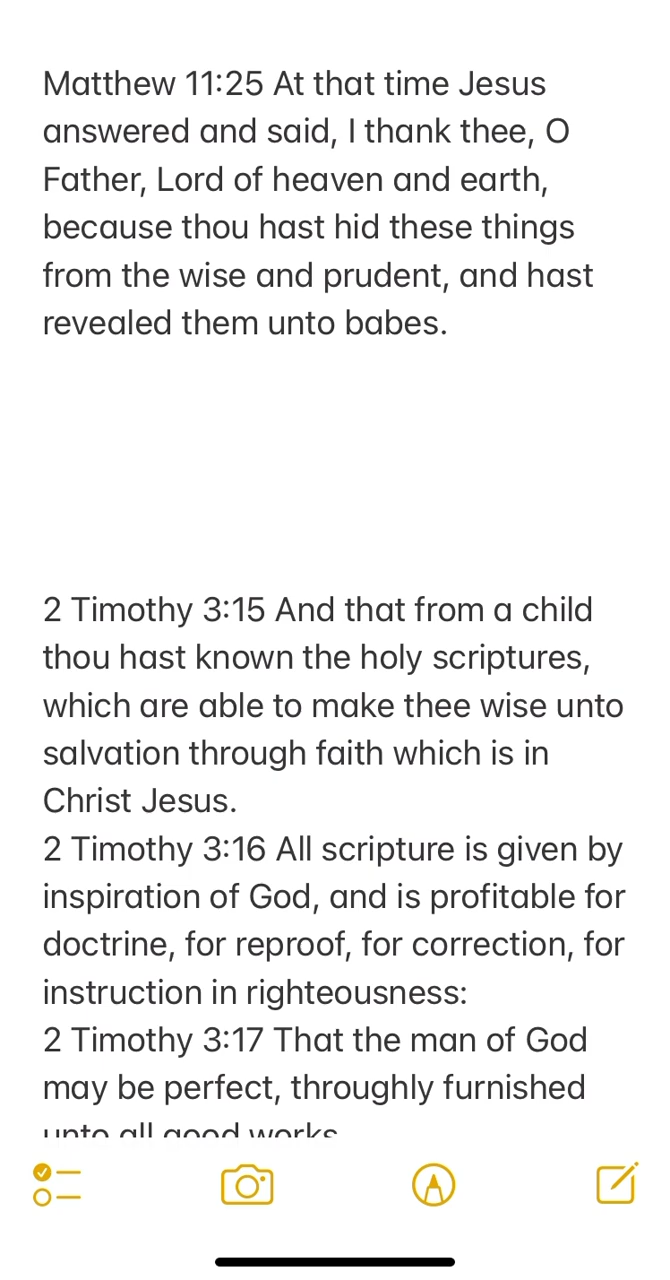 Matthew 11:25 At that time Jesus
answered and said, I thank thee, O
Father, Lord of heaven and earth,
because thou hast hid these things
from the wise and prudent, and hast
revealed them unto babes.
2 Timothy 3:15 And that from a child
thou hast known the holy scriptures,
which are able to make thee wise unto
salvation through faith which is in
Christ Jesus.
2 Timothy 3:16 All scripture is given by
inspiration of God, and is profitable for
doctrine, for reproof, for correction, for
instruction in righteousness:
2 Timothy 3:17 That the man of God
may be perfect, throughly furnished
unto all good works